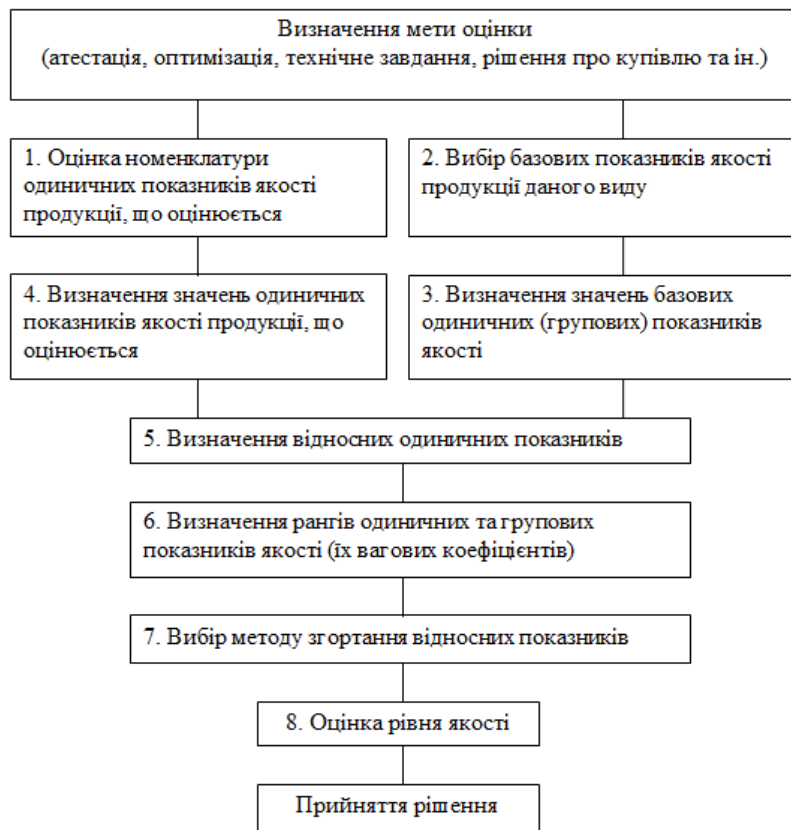 Визначення мети оцінки
(атестація, оптимізація, технічне завдання, рішення про купівлю та ін.)
1. Оцінка номенклатури
одиничних показників якості
продукції, що оцінюється
2. Вибір базових показників якості
продукції даного виду
4. Визначення значень одиничних
показників якості продукції, що
оцінюється
3. Визначення значень базових
одиничних (групових) показників
якості
5. Визначення відносних одиничних показників
6. Визначення рангів одиничних та групових
показників якості (їх вагових коефіцієнтів)
7. Вибір методу згортання відносних показників
8. Оцінка рівня якості
Прийняття рішення